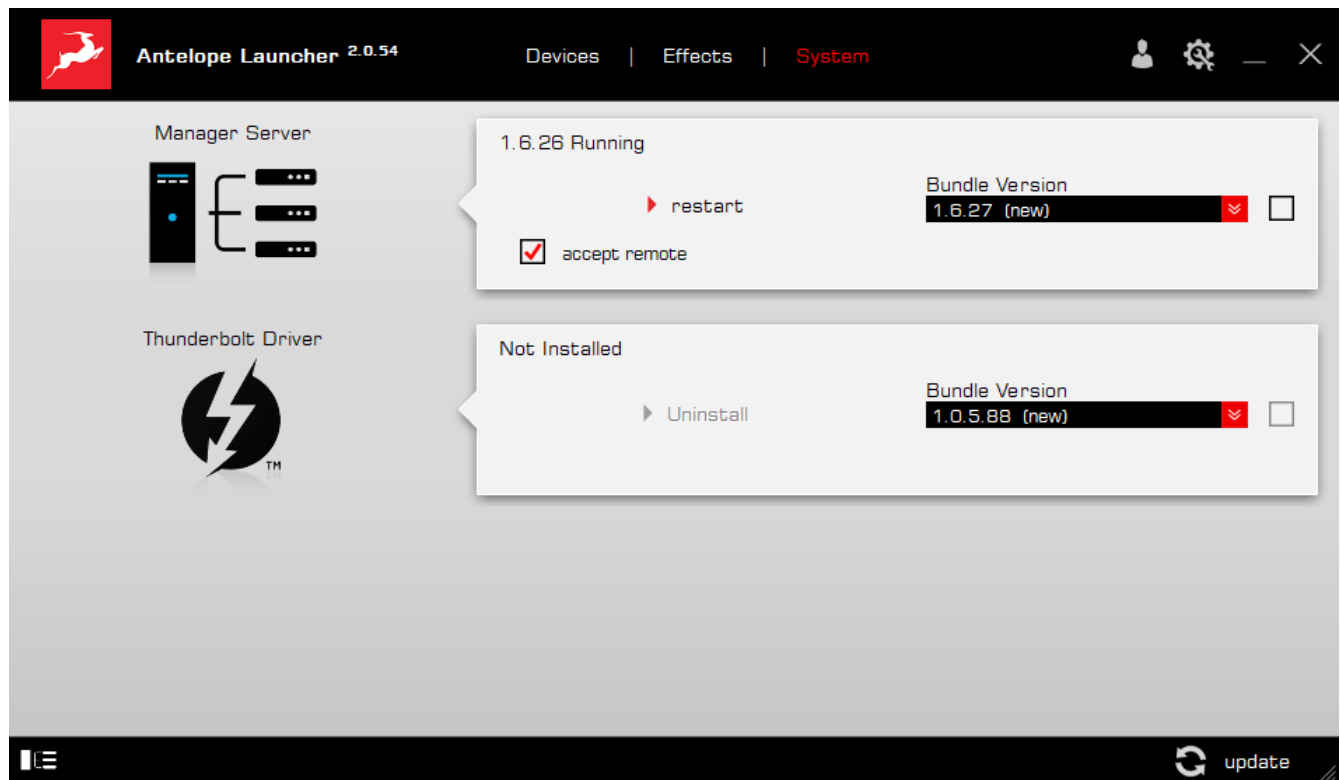 Antelope Launcher 2.0.54
Devices | Effects | System
Manager Server
1.6.26 Running
restart
Bundle Version
1.6.27 (new)
accept remote
Thunderbolt Driver
TM
Not Installed
Uninstall
Bundle Version
1.0.5.88 (new)
update